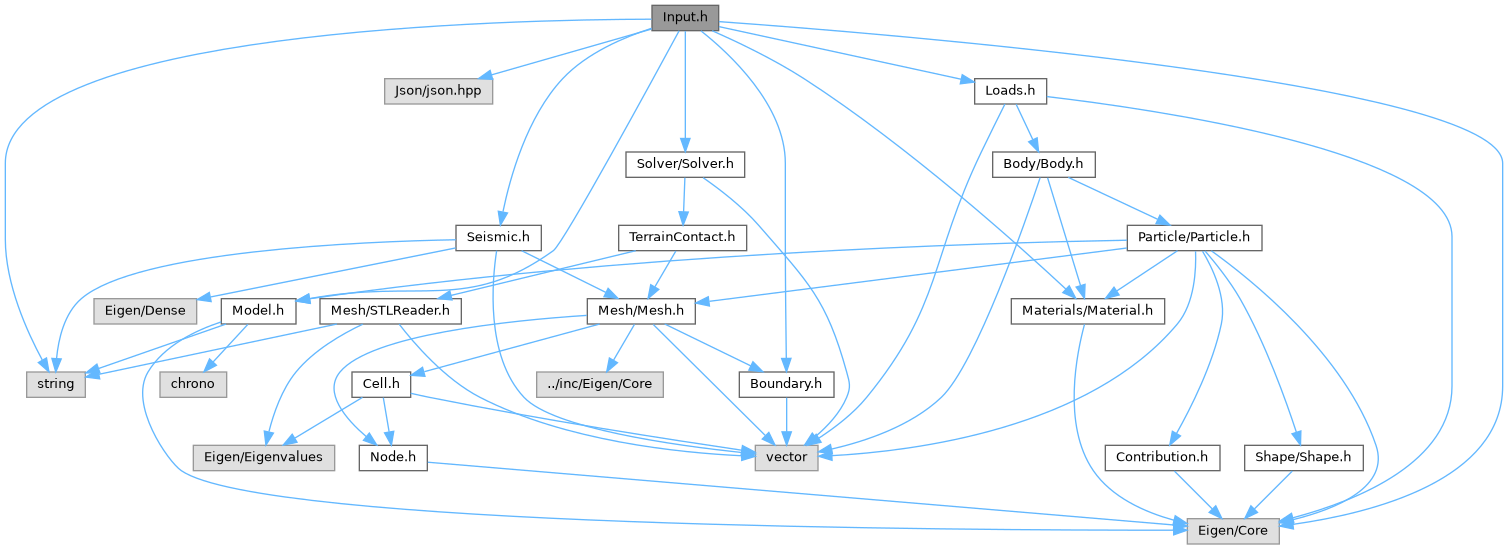 Input.h
Json/json.hpp
Loads.h
Solver/Solver.h
Body/Body.h
Seismic.h
TerrainContact.h
Particle/Particle.h
Eigen/Dense
Model.h
Mesh/STLReader.h
Mesh/Mesh.h
Materials/Material.h
string
chrono
Cell.h
../inc/Eigen/Core
Boundary.h
Eigen/Eigenvalues
Node.h
vector
Contribution.h
Shape/Shape.h
Eigen/Core